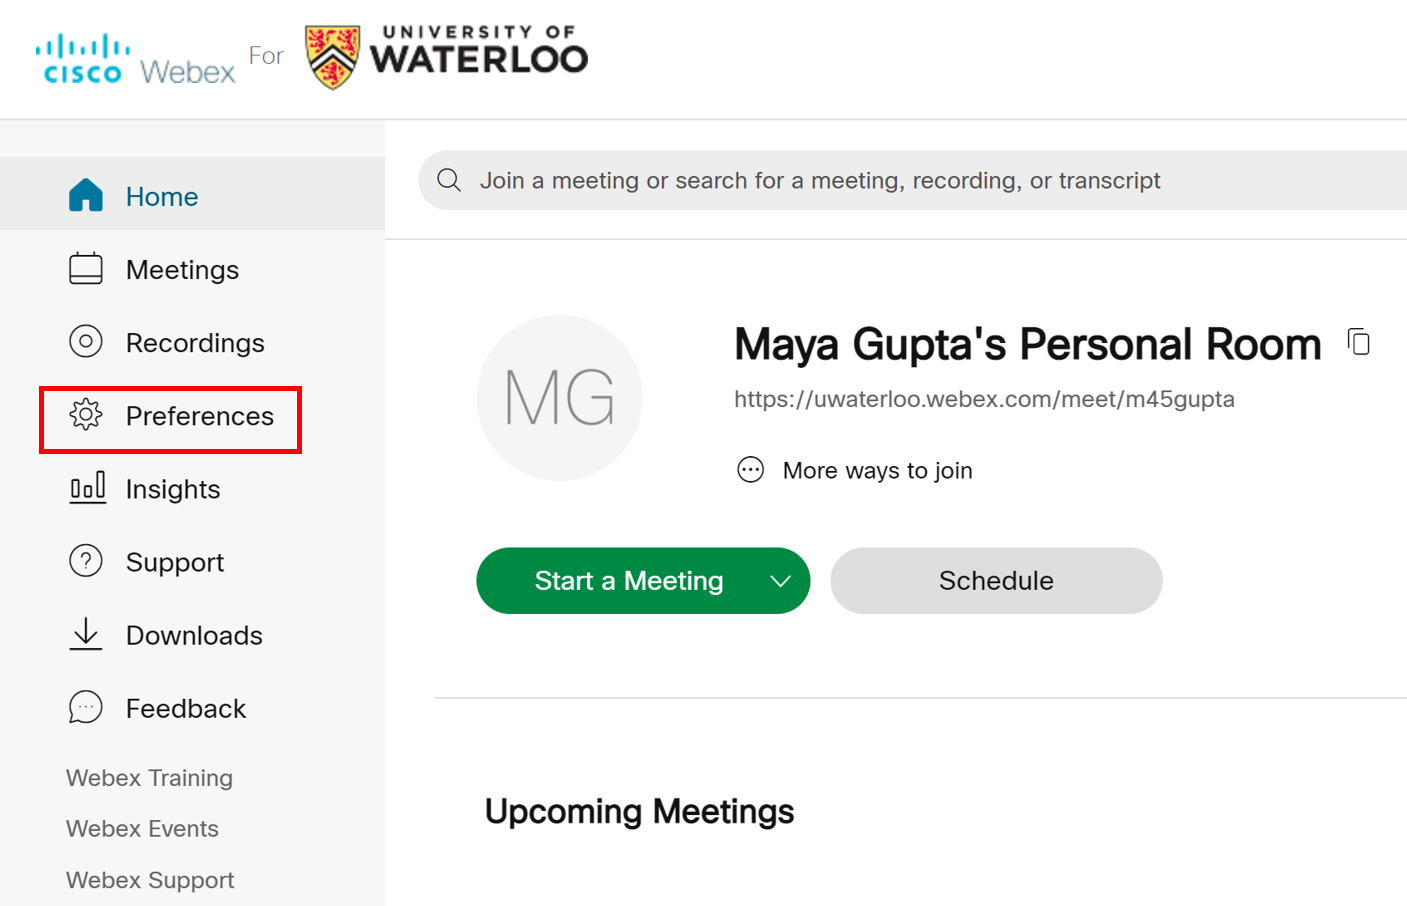 CISCO Webex For UNIVERSITY OF WATERLOO
Join a meeting or search for a meeting, recording, or transcript
Home
Meetings
Recordings
Preferences
Insights
Support
Downloads
Feedback
Webex Training
Webex Events
Webex Support
MG
Maya Gupta's Personal Room
https://uwaterloo.webex.com/meet/m45gupta
More ways to join
Start a Meeting
Schedule
Upcoming Meetings